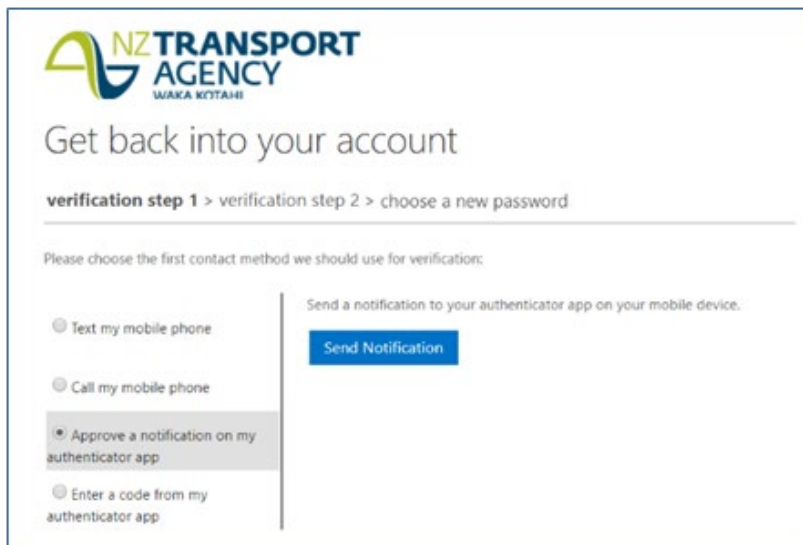 NZ TRANSPORT
AGENCY
WAKA KOTAHI
Get back into your account
verification step 1 > verification step 2 > choose a new password
Please choose the first contact method we should use for verification:
Text my mobile phone
Call my mobile phone
Approve a notification on my
authenticator app
Enter a code from my
authenticator app
Send a notification to your authenticator app on your mobile device.
Send Notification